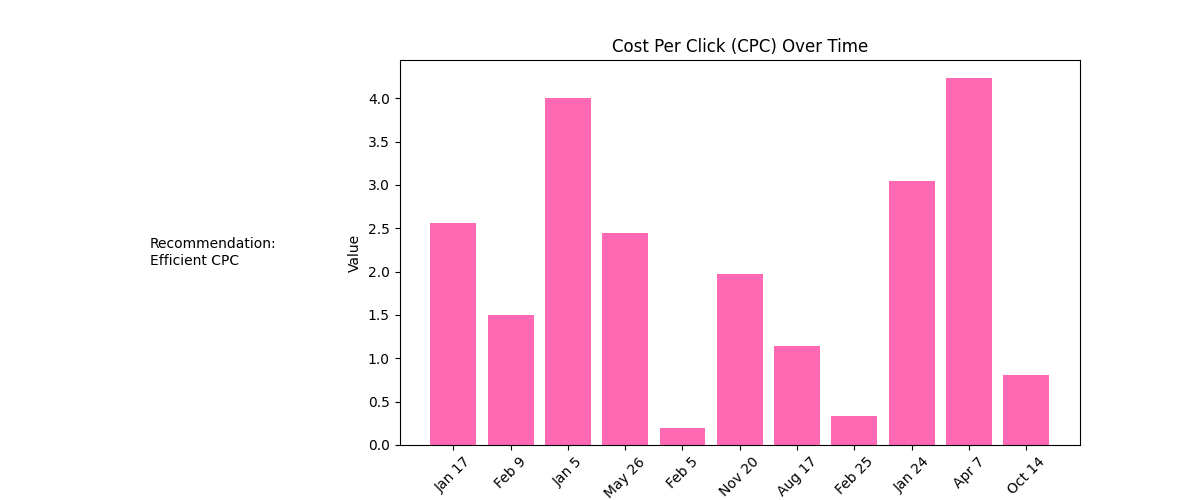 Cost Per Click (CPC) Over Time
Recommendation:
Efficient CPC
Value
4.0
3.5
3.0
2.5
2.0
1.5
1.0
0.5
0.0
Jan 17
Feb 9
Jan 5
May 26
Feb 5
Nov 20
Aug 17
Feb 25
Jan 24
Apr 7
Oct 14